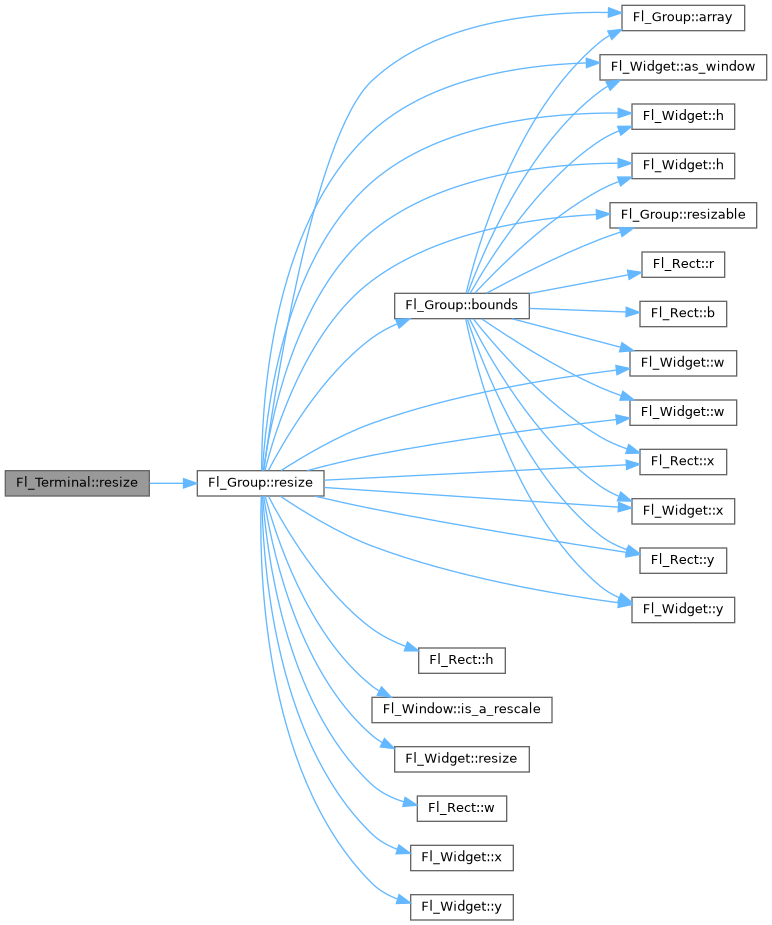 Fl_Group::array
Fl_Widget::as_window
Fl_Widget::h
Fl_Widget::h
Fl_Group::resizable
Fl_Rect::r
Fl_Group::bounds
Fl_Rect::b
Fl_Widget::w
Fl_Widget::w
Fl_Rect::x
Fl_Terminal::resize
Fl_Group::resize
Fl_Widget::x
Fl_Rect::y
Fl_Widget::y
Fl_Rect::h
Fl_Window::is_a_rescale
Fl_Widget::resize
Fl_Rect::w
Fl_Widget::x
Fl_Widget::y